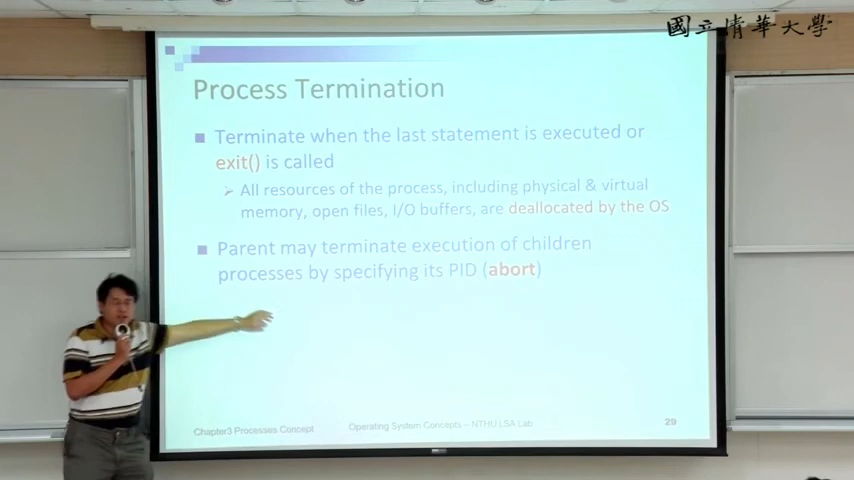 國立清華大學
Process Termination
Terminate when the last statement is executed or
exit() is called
All resources of the process, including physical & virtual
memory, open files, I/O buffers, are deallocated by the OS
Parent may terminate execution of children
processes by specifying its PID (abort)
Chapter3 Processes Concept
Operating System Concepts – NTHU LSA Lab
29